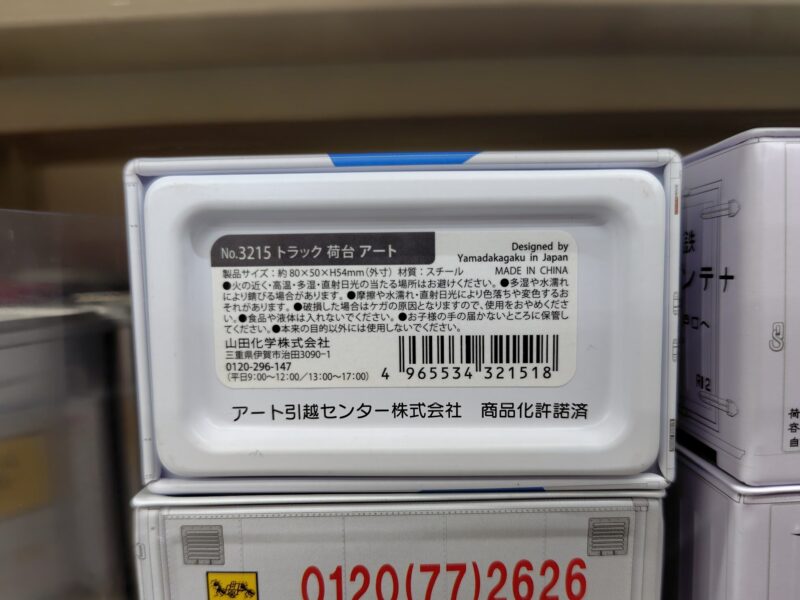 No.3215 トラック 荷台 アート
Designed by
Yamadakagaku in Japan
製品サイズ：約80×50×H54mm（外寸）材質：スチール
MADE IN CHINA
●火の近く・高温・多湿・直射日光の当たる場所はお避けください。●多湿や水濡れ
により錆びる場合があります。●摩擦や水濡れ・直射日光により色落ちや変色するお
それがあります。●破損した場合はケガの原因となりますので、使用をおやめくださ
い。●食品や液体は入れないでください。●お子様の手の届かないところに保管し
てください。●本来の目的以外には使用しないでください。
山田化学株式会社
三重県伊賀市治田3090-1
0120-296-147
（平日9:00〜12:00／13:00〜17:00）
4 965534 321518
アート引越センター株式会社 商品化許諾済
0120(77)2626
鉄
ンテナ